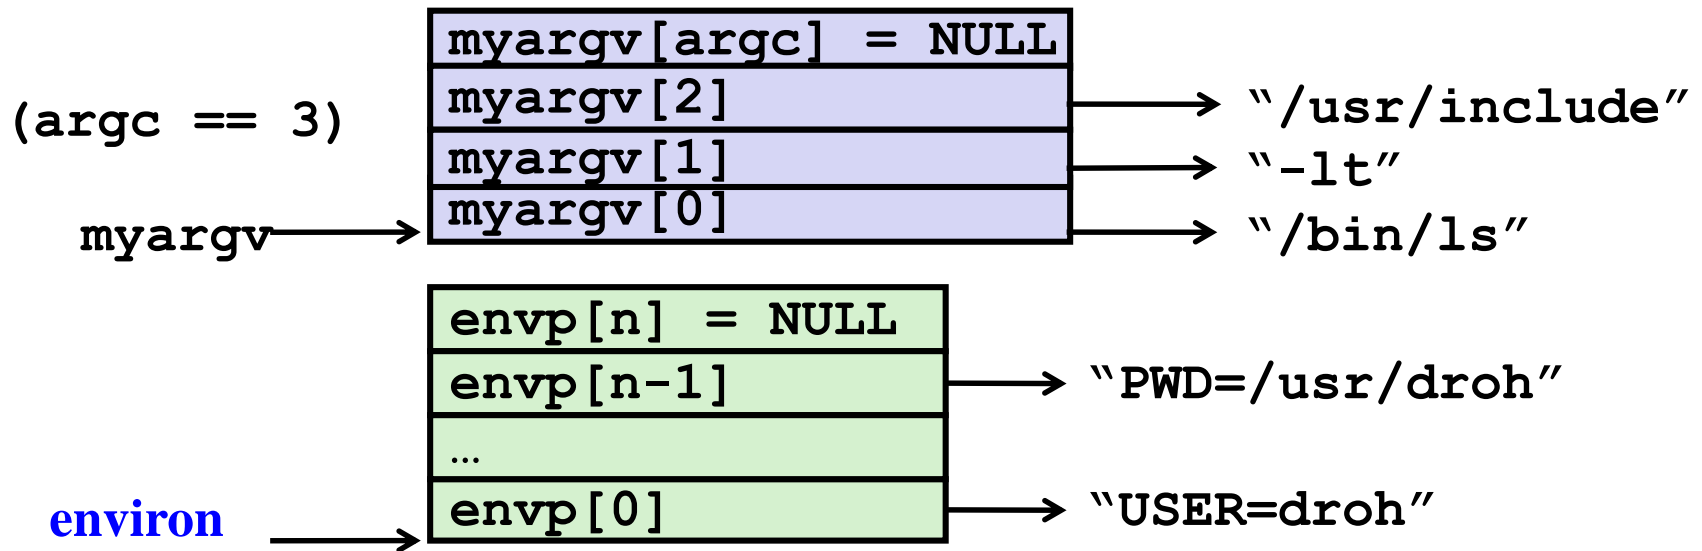 myargv[argc] = NULL
(argc == 3)
myargv[2]
“/usr/include”
myargv[1]
“-lt”
myargv
myargv[0]
“/bin/ls”
envp[n] = NULL
envp[n-1]
“PWD=/usr/droh”
…
environ
envp[0]
“USER=droh”